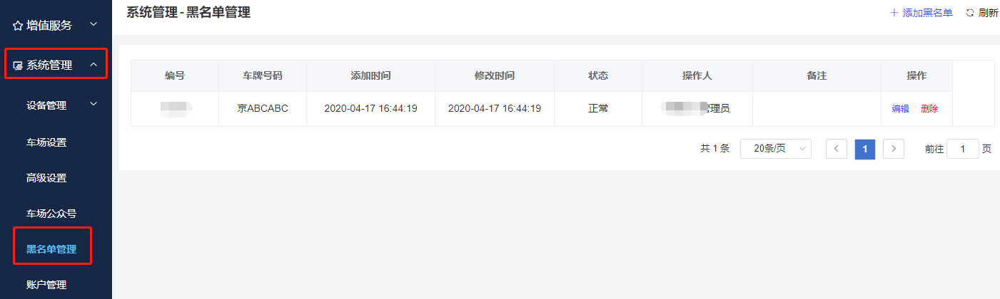 增值服务
系统管理
设备管理
车场设置
高级设置
车场公众号
黑名单管理
账户管理
系统管理 - 黑名单管理
添加黑名单 刷新
编号 车牌号码 添加时间 修改时间 状态 操作人 备注 操作
京ABCABC 2020-04-17 16:44:19 2020-04-17 16:44:19 正常 管理员 编辑 删除
共 1 条 20条/页 1 前往 1 页